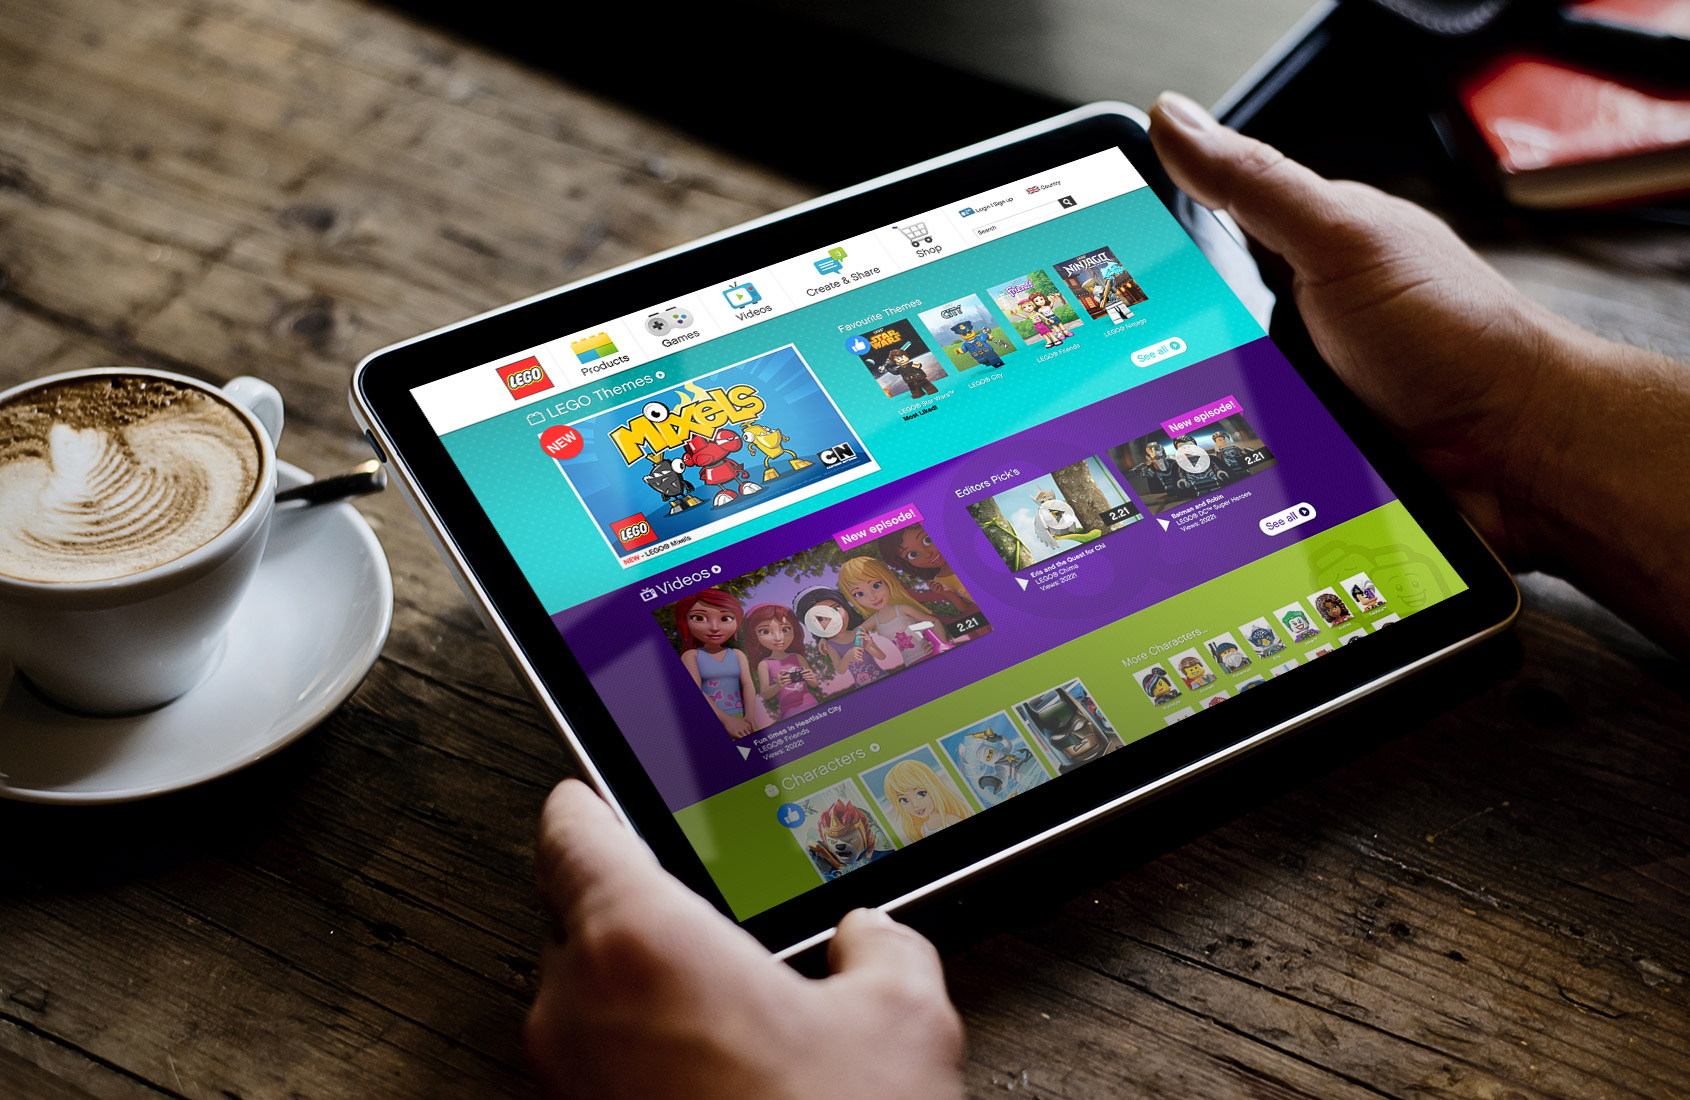 LEGO
Products
Games
Videos
Create & Share
Shop
Login | Sign up
Country
Search
LEGO Themes
NEW
MIXELS
CN
LEGO
NEW - LEGO® Mixels
Favourite Themes
STAR WARS
LEGO® Star Wars™
Most Liked!
CITY
LEGO® City
Friends
LEGO® Friends
NINJAGO
LEGO® Ninjago
See all
Videos
New episode!
2.21
Fun times in Heartlake City
LEGO® Friends
Views: 20221
Editors Pick's
2.21
Eris and the Quest for Chi
LEGO® Chima
Views: 20221
New episode!
2.21
Batman and Robin
LEGO® DC™ Super Heroes
Views: 20221
See all
Characters
More Characters...